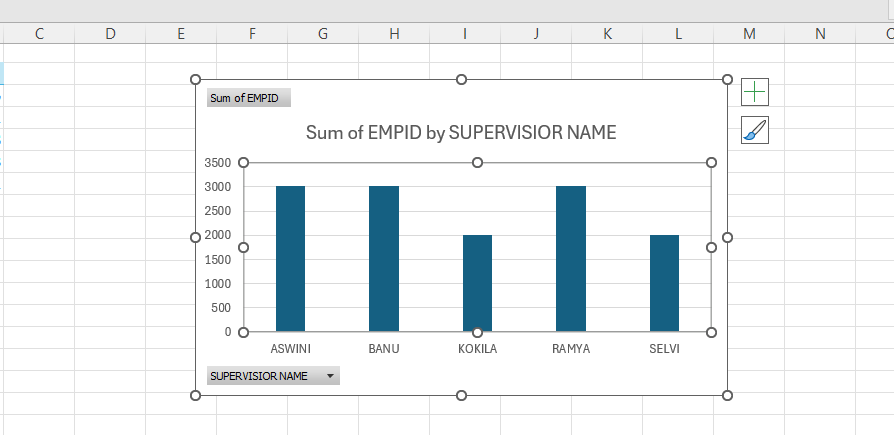 C D E F G H I J K L M N
Sum of EMPID
Sum of EMPID by SUPERVISIOR NAME
3500
3000
2500
2000
1500
1000
500
0
ASWINI BANU KOKILA RAMYA SELVI
SUPERVISIOR NAME